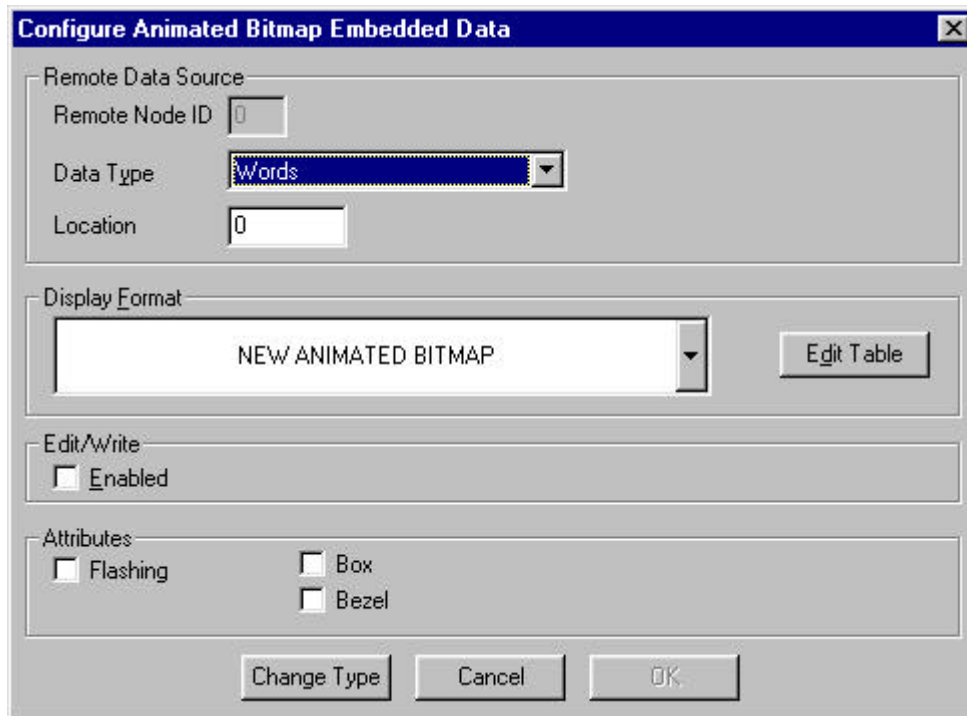 Configure Animated Bitmap Embedded Data
Remote Data Source
Remote Node ID 0
Data Type Words
Location 0
Display Format
NEW ANIMATED BITMAP Edit Table
Edit/Write
Enabled
Attributes
Flashing Box
Bezel
Change Type Cancel OK